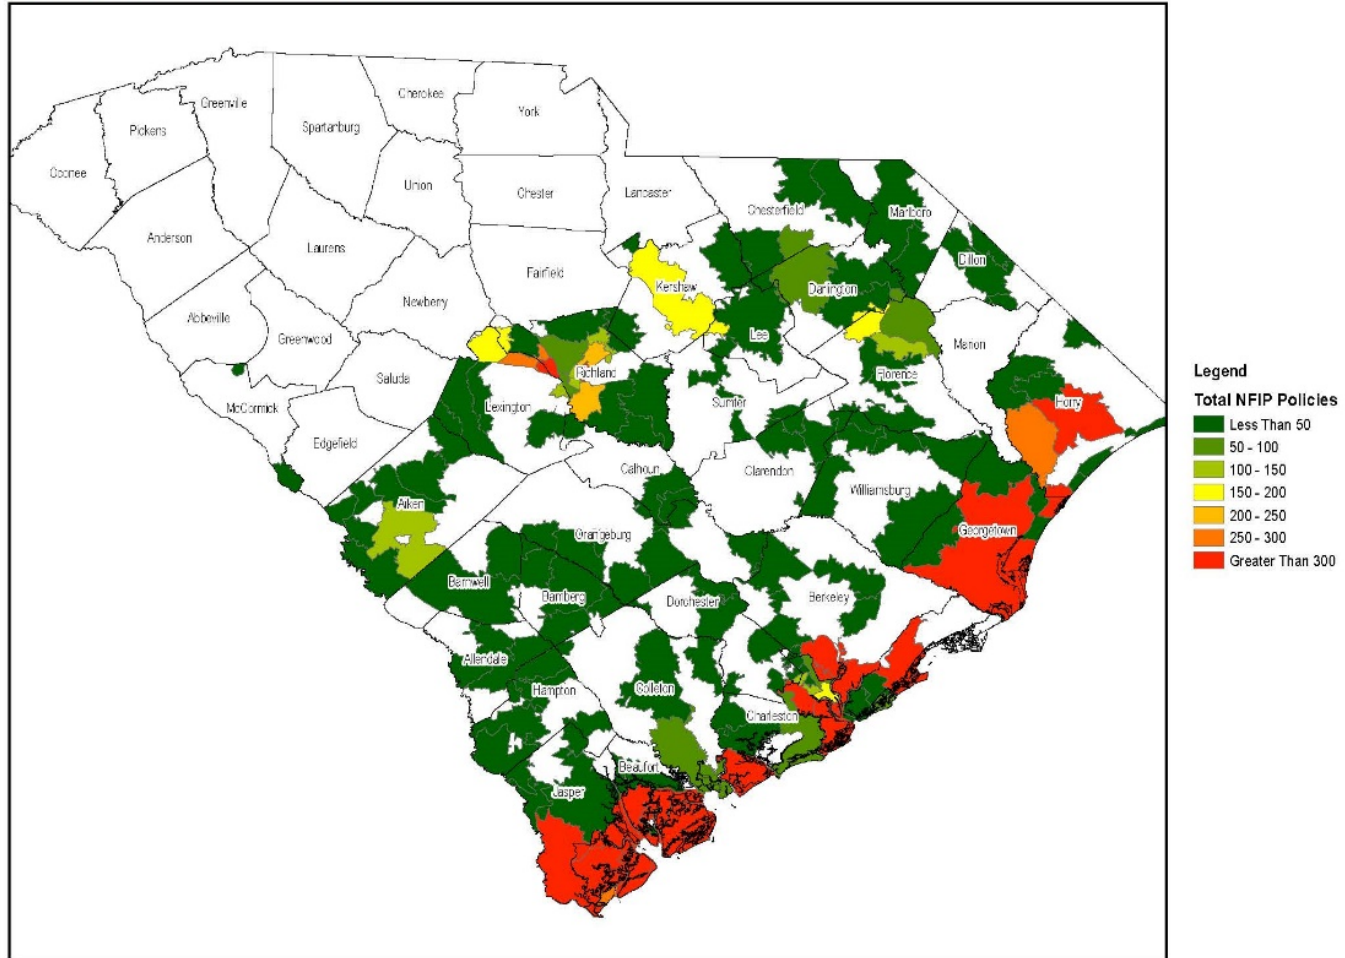 Cherokee
Greenville
York
Pickens
Spartanburg
Oconee
Union
Chester
Lancaster
Chesterfield
Marlboro
Anderson
Laurens
Fairfield
Kershaw
Dillon
Darlington
Newberry
Abbeville
Greenwood
Lee
Marion
Saluda
Richland
Florence
McCormick
Lexington
Sumter
Horry
Edgefield
Calhoun
Clarendon
Williamsburg
Aiken
Orangeburg
Georgetown
Barnwell
Bamberg
Dorchester
Berkeley
Allendale
Hampton
Colleton
Charleston
Beaufort
Jasper
Legend
Total NFIP Policies
Less Than 50
50 - 100
100 - 150
150 - 200
200 - 250
250 - 300
Greater Than 300